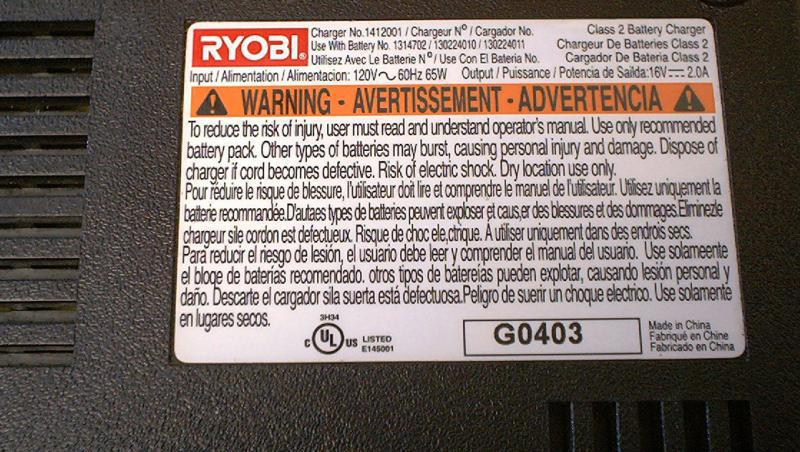 RYOBI®
Charger No.1412001 / Chargeur Nº / Cargador No.
Use With Battery No. 1314702 / 130224010 / 130224011
Utilisez Avec Le Batterie Nº / Use Con El Bateria No.
Class 2 Battery Charger
Chargeur De Batteries Class 2
Cargador De Bateria Class 2
Input / Alimentation / Alimentacion: 120V~60Hz 65W Output / Puissance / Potencia de Sailda:16V⎓2.0A
WARNING - AVERTISSEMENT - ADVERTENCIA
To reduce the risk of injury, user must read and understand operator's manual. Use only recommended
battery pack. Other types of batteries may burst, causing personal injury and damage. Dispose of
charger if cord becomes defective. Risk of electric shock. Dry location use only.
Pour réduire le risque de blessure, l'utilisateur doit lire et comprendre le manuel de l'utilisateur. Utilisez uniquement la
batterie recommandée.D'autaes types de batteries peuvent exploser et caus,er des blessures et des dommages.Eliminezle
chargeur sile cordon est defectueux. Risque de choc ele,ctrique. A utiliser uniquement dans des endrois secs.
Para reducir el riesgo de lesión, el usuario debe leer y comprender el manual del usuario. Use solameente
el bloqe de baterías recomendado. otros tipos de bátereías pueden explotar, causando lesión personal y
daño. Descarte el cargador sila suerta está defectuosa.Peligro de suerir un choque electrico. Use solamente
en lugares secos.
3H34
C UL US LISTED
E145001
G0403
Made in China
Fabriqué en Chine
Fabricado en China